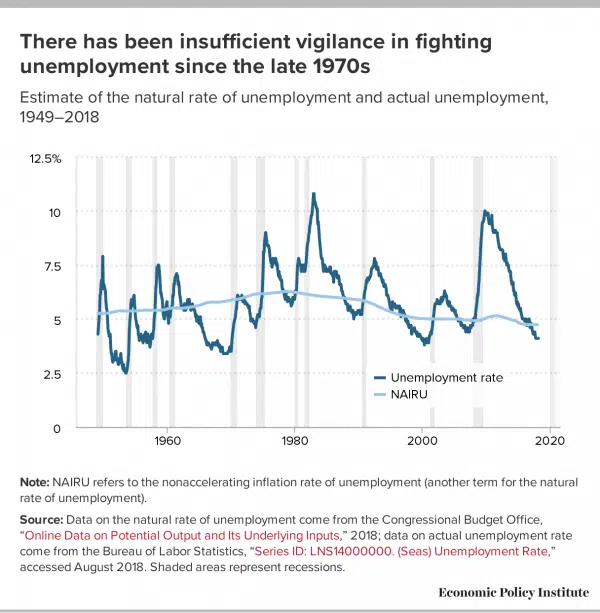 There has been insufficient vigilance in fighting
unemployment since the late 1970s
Estimate of the natural rate of unemployment and actual unemployment,
1949–2018
12.5%
10
7.5
5
2.5
0
Unemployment rate
NAIRU
1960
1980
2000
2020
Note: NAIRU refers to the nonaccelerating inflation rate of unemployment (another term for the natural
rate of unemployment).
Source: Data on the natural rate of unemployment come from the Congressional Budget Office,
“Online Data on Potential Output and Its Underlying Inputs,” 2018; data on actual unemployment rate
come from the Bureau of Labor Statistics, “Series ID: LNS14000000. (Seas) Unemployment Rate,”
accessed August 2018. Shaded areas represent recessions.
Economic Policy Institute